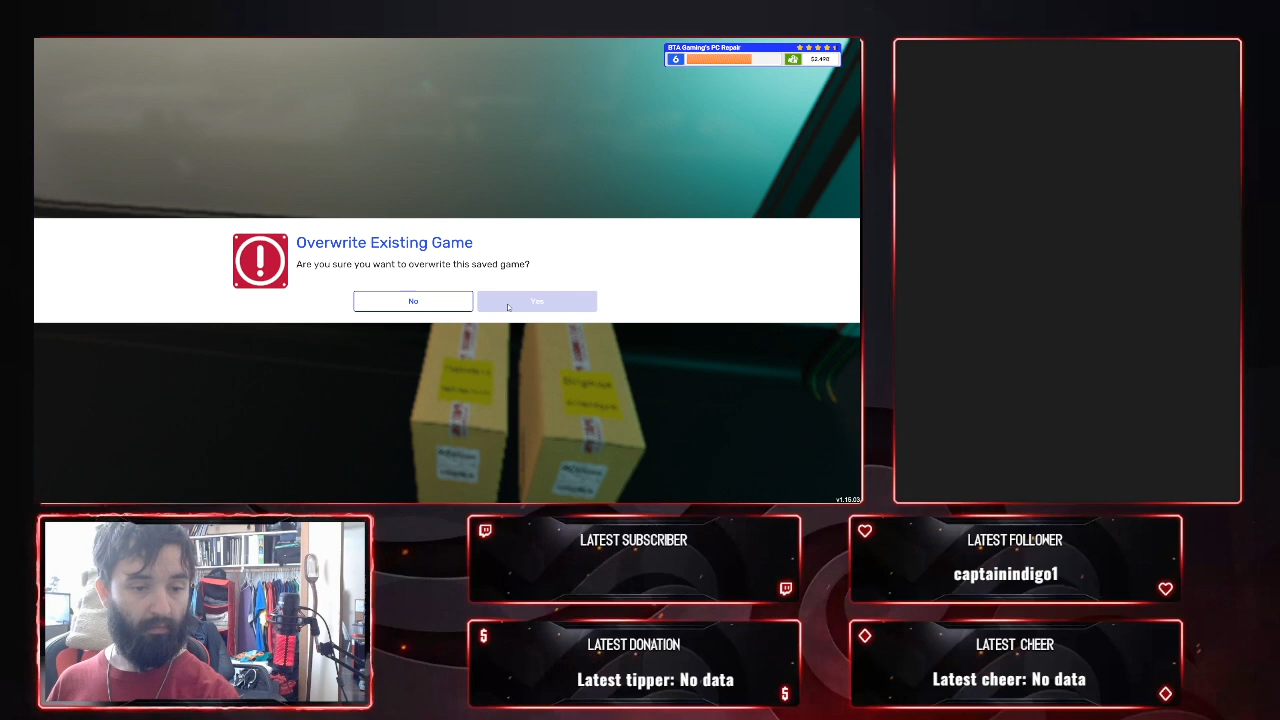 BTA Gaming's PC Repair
6
$2,490
Overwrite Existing Game
Are you sure you want to overwrite this saved game?
No
Yes
v1.15.03
LATEST SUBSCRIBER
LATEST FOLLOWER
captainindigo1
LATEST DONATION
Latest tipper: No data
LATEST CHEER
Latest cheer: No data